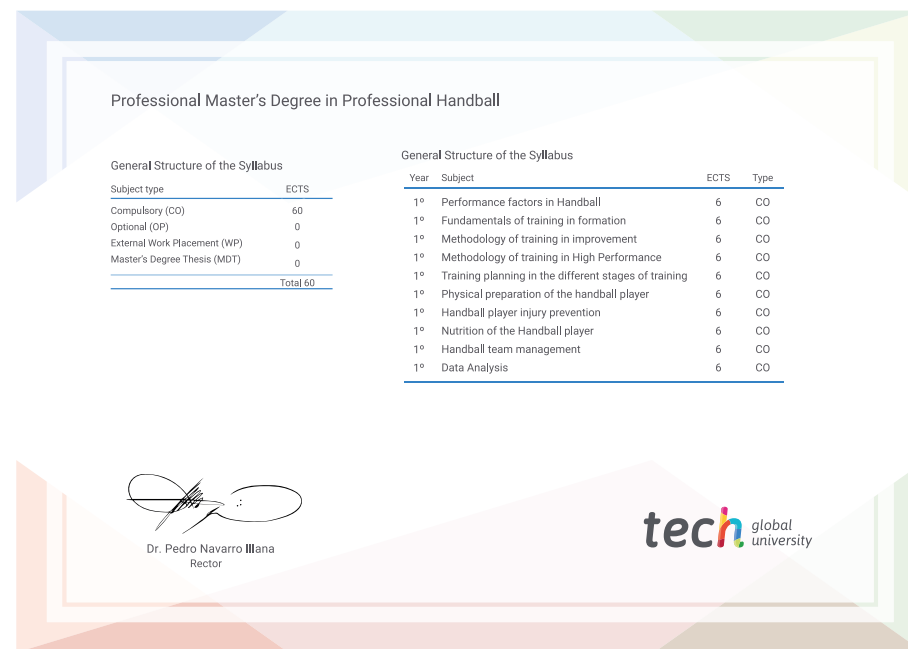 Professional Master's Degree in Professional Handball
General Structure of the Syllabus
Subject type ECTS
Compulsory (CO) 60
Optional (OP) 0
External Work Placement (WP) 0
Master's Degree Thesis (MDT) 0
Total 60
General Structure of the Syllabus
Year Subject ECTS Type
1º Performance factors in Handball 6 CO
1º Fundamentals of training in formation 6 CO
1º Methodology of training in improvement 6 CO
1º Methodology of training in High Performance 6 CO
1º Training planning in the different stages of training 6 CO
1º Physical preparation of the handball player 6 CO
1º Handball player injury prevention 6 CO
1º Nutrition of the Handball player 6 CO
1º Handball team management 6 CO
1º Data Analysis 6 CO
Dr. Pedro Navarro Illana
Rector
tech global
university